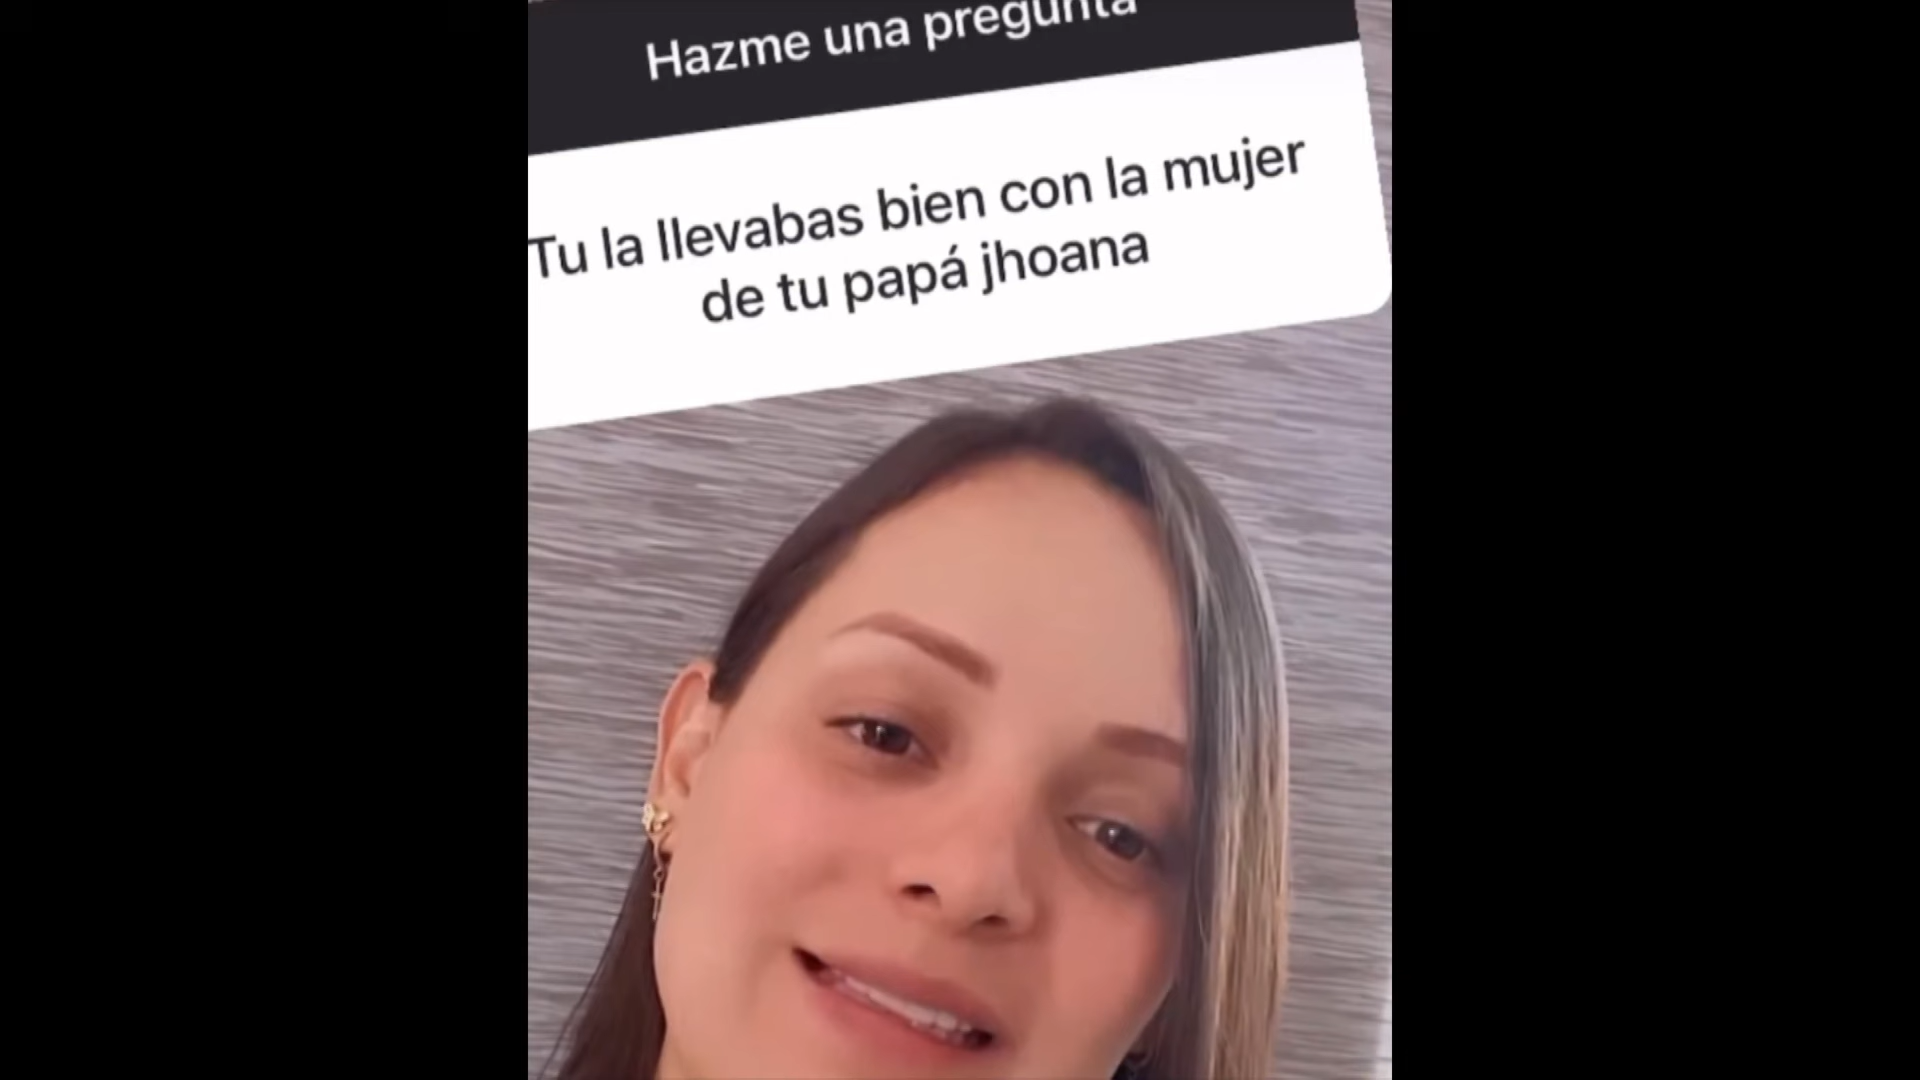 Hazme una pregunta
Tu la llevabas bien con la mujer
de tu papá jhoana